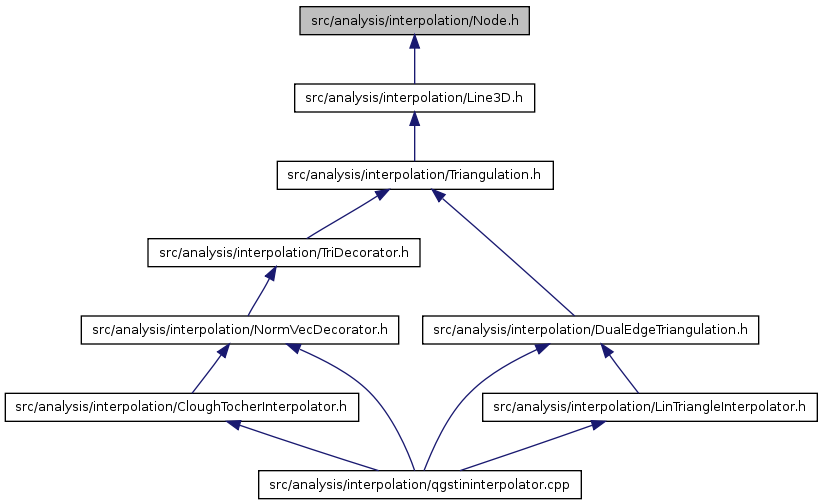 src/analysis/interpolation/Node.h
src/analysis/interpolation/Line3D.h
src/analysis/interpolation/Triangulation.h
src/analysis/interpolation/TriDecorator.h
src/analysis/interpolation/NormVecDecorator.h
src/analysis/interpolation/DualEdgeTriangulation.h
src/analysis/interpolation/CloughTocherInterpolator.h
src/analysis/interpolation/LinTriangleInterpolator.h
src/analysis/interpolation/qgstininterpolator.cpp